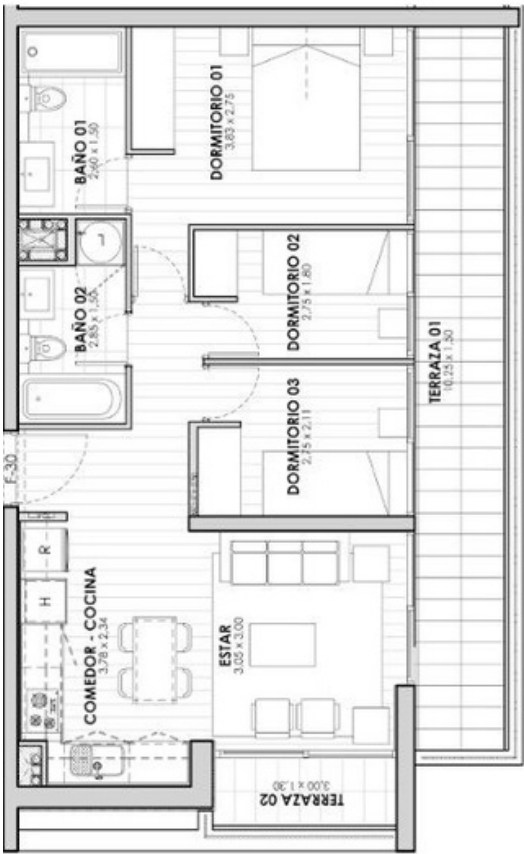 BAÑO 01
2,60 x 1,50
DORMITORIO 01
3,83 x 2,75
BAÑO 02
2,85 x 1,50
DORMITORIO 02
2,75 x 1,80
DORMITORIO 03
2,75 x 2,11
TERRAZA 01
10,25 x 1,50
F-30
R
H
COMEDOR - COCINA
3,78 x 2,34
ESTAR
3,05 x 3,00
TERRAZA 02
3,00 x 1,30